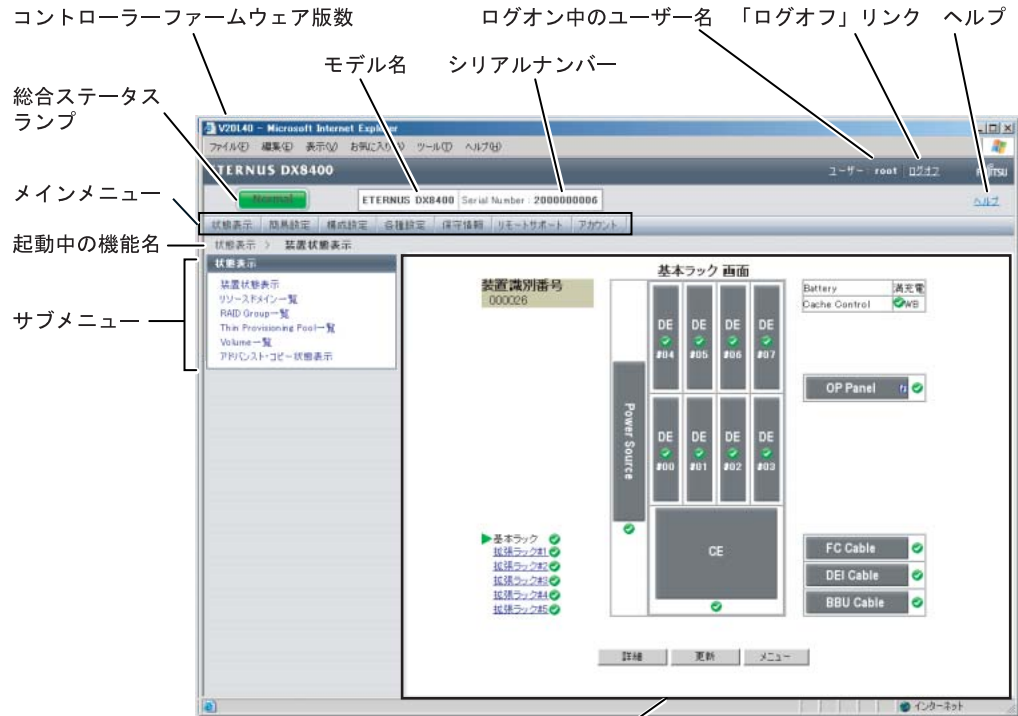 コントローラーファームウェア版数
ログオン中のユーザー名
「ログオフ」リンク
ヘルプ
モデル名
シリアルナンバー
総合ステータス
ランプ
メインメニュー
起動中の機能名
サブメニュー
V20L40 - Microsoft Internet Explorer
ファイル(F) 編集(E) 表示(V) お気に入り(A) ツール(T) ヘルプ(H)
ETERNUS DX8400
ユーザー : root ログオフ
FUJITSU
Normal
ETERNUS DX8400 Serial Number : 2000000006
ヘルプ
状態表示 簡易設定 構成設定 各種設定 保守情報 リモートサポート アカウント
状態表示 > 装置状態表示
状態表示
装置状態表示
リソースドメイン一覧
RAID Group一覧
Thin Provisioning Pool一覧
Volume一覧
アドバンスト・コピー状態表示
基本ラック 画面
装置識別番号
000026
Battery 満充電
Cache Control WB
DE DE DE DE
#04 #05 #06 #07
OP Panel
Power Source
DE DE DE DE
#00 #01 #02 #03
CE
基本ラック
拡張ラック#1
拡張ラック#2
拡張ラック#3
拡張ラック#4
拡張ラック#5
FC Cable
DEI Cable
BBU Cable
詳細 更新 メニュー
インターネット